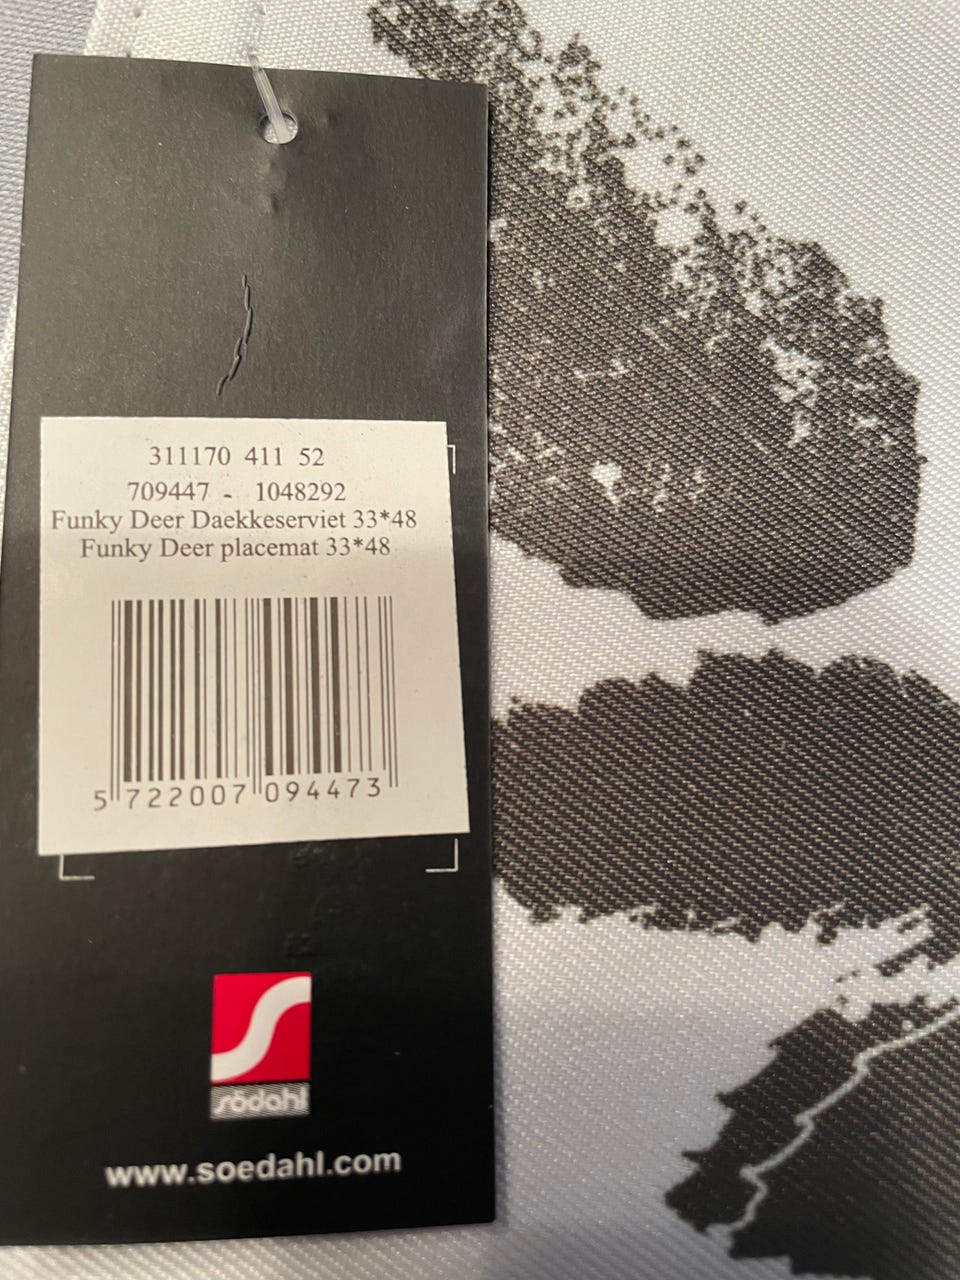 311170 411 52
709447 - 1048292
Funky Deer Daekkeserviet 33*48
Funky Deer placemat 33*48
5 722007 094473
södahl
www.soedahl.com